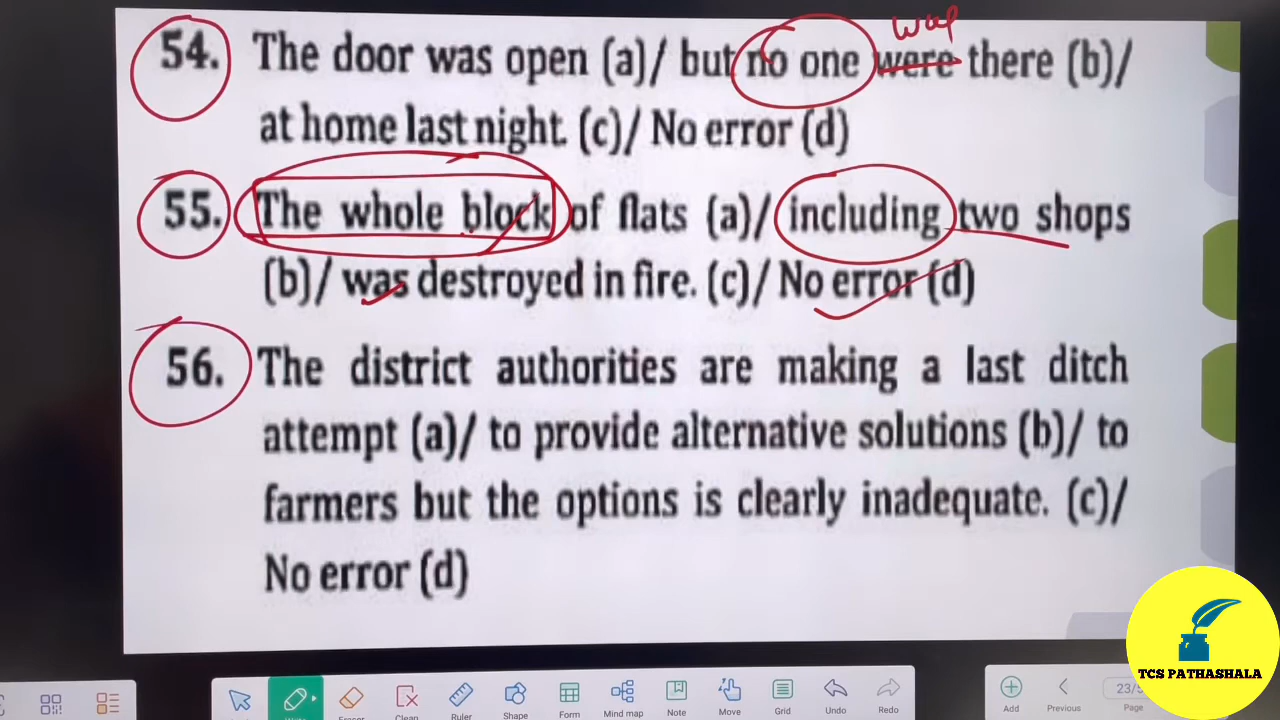 was
54. The door was open (a)/ but no one were there (b)/
at home last night. (c)/ No error (d)
55. The whole block of flats (a)/ including two shops
(b)/ was destroyed in fire. (c)/ No error (d)
56. The district authorities are making a last ditch
attempt (a)/ to provide alternative solutions (b)/ to
farmers but the options is clearly inadequate. (c)/
No error (d)
TCS PATHASHALA
Eraser Clean Ruler Shape Form Mind map Note Move Grid Undo Redo Add Previous Page
23/5